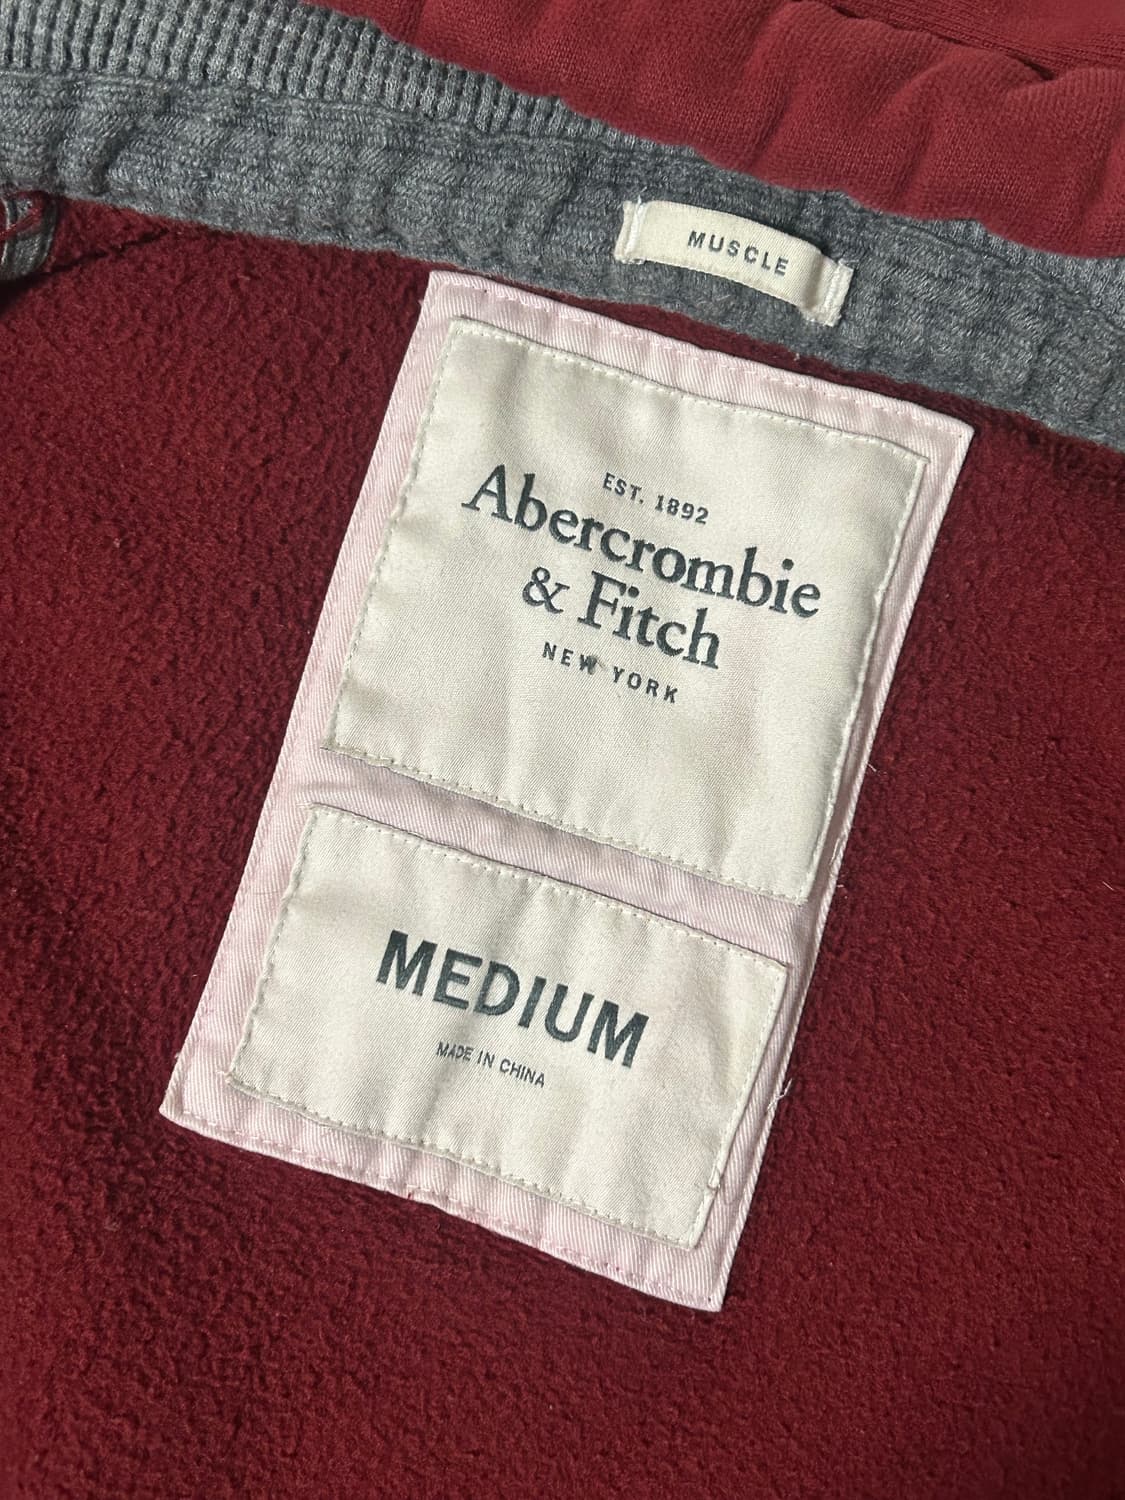 MUSCLE
EST. 1892
Abercrombie
& Fitch
NEW YORK
MEDIUM
MADE IN CHINA